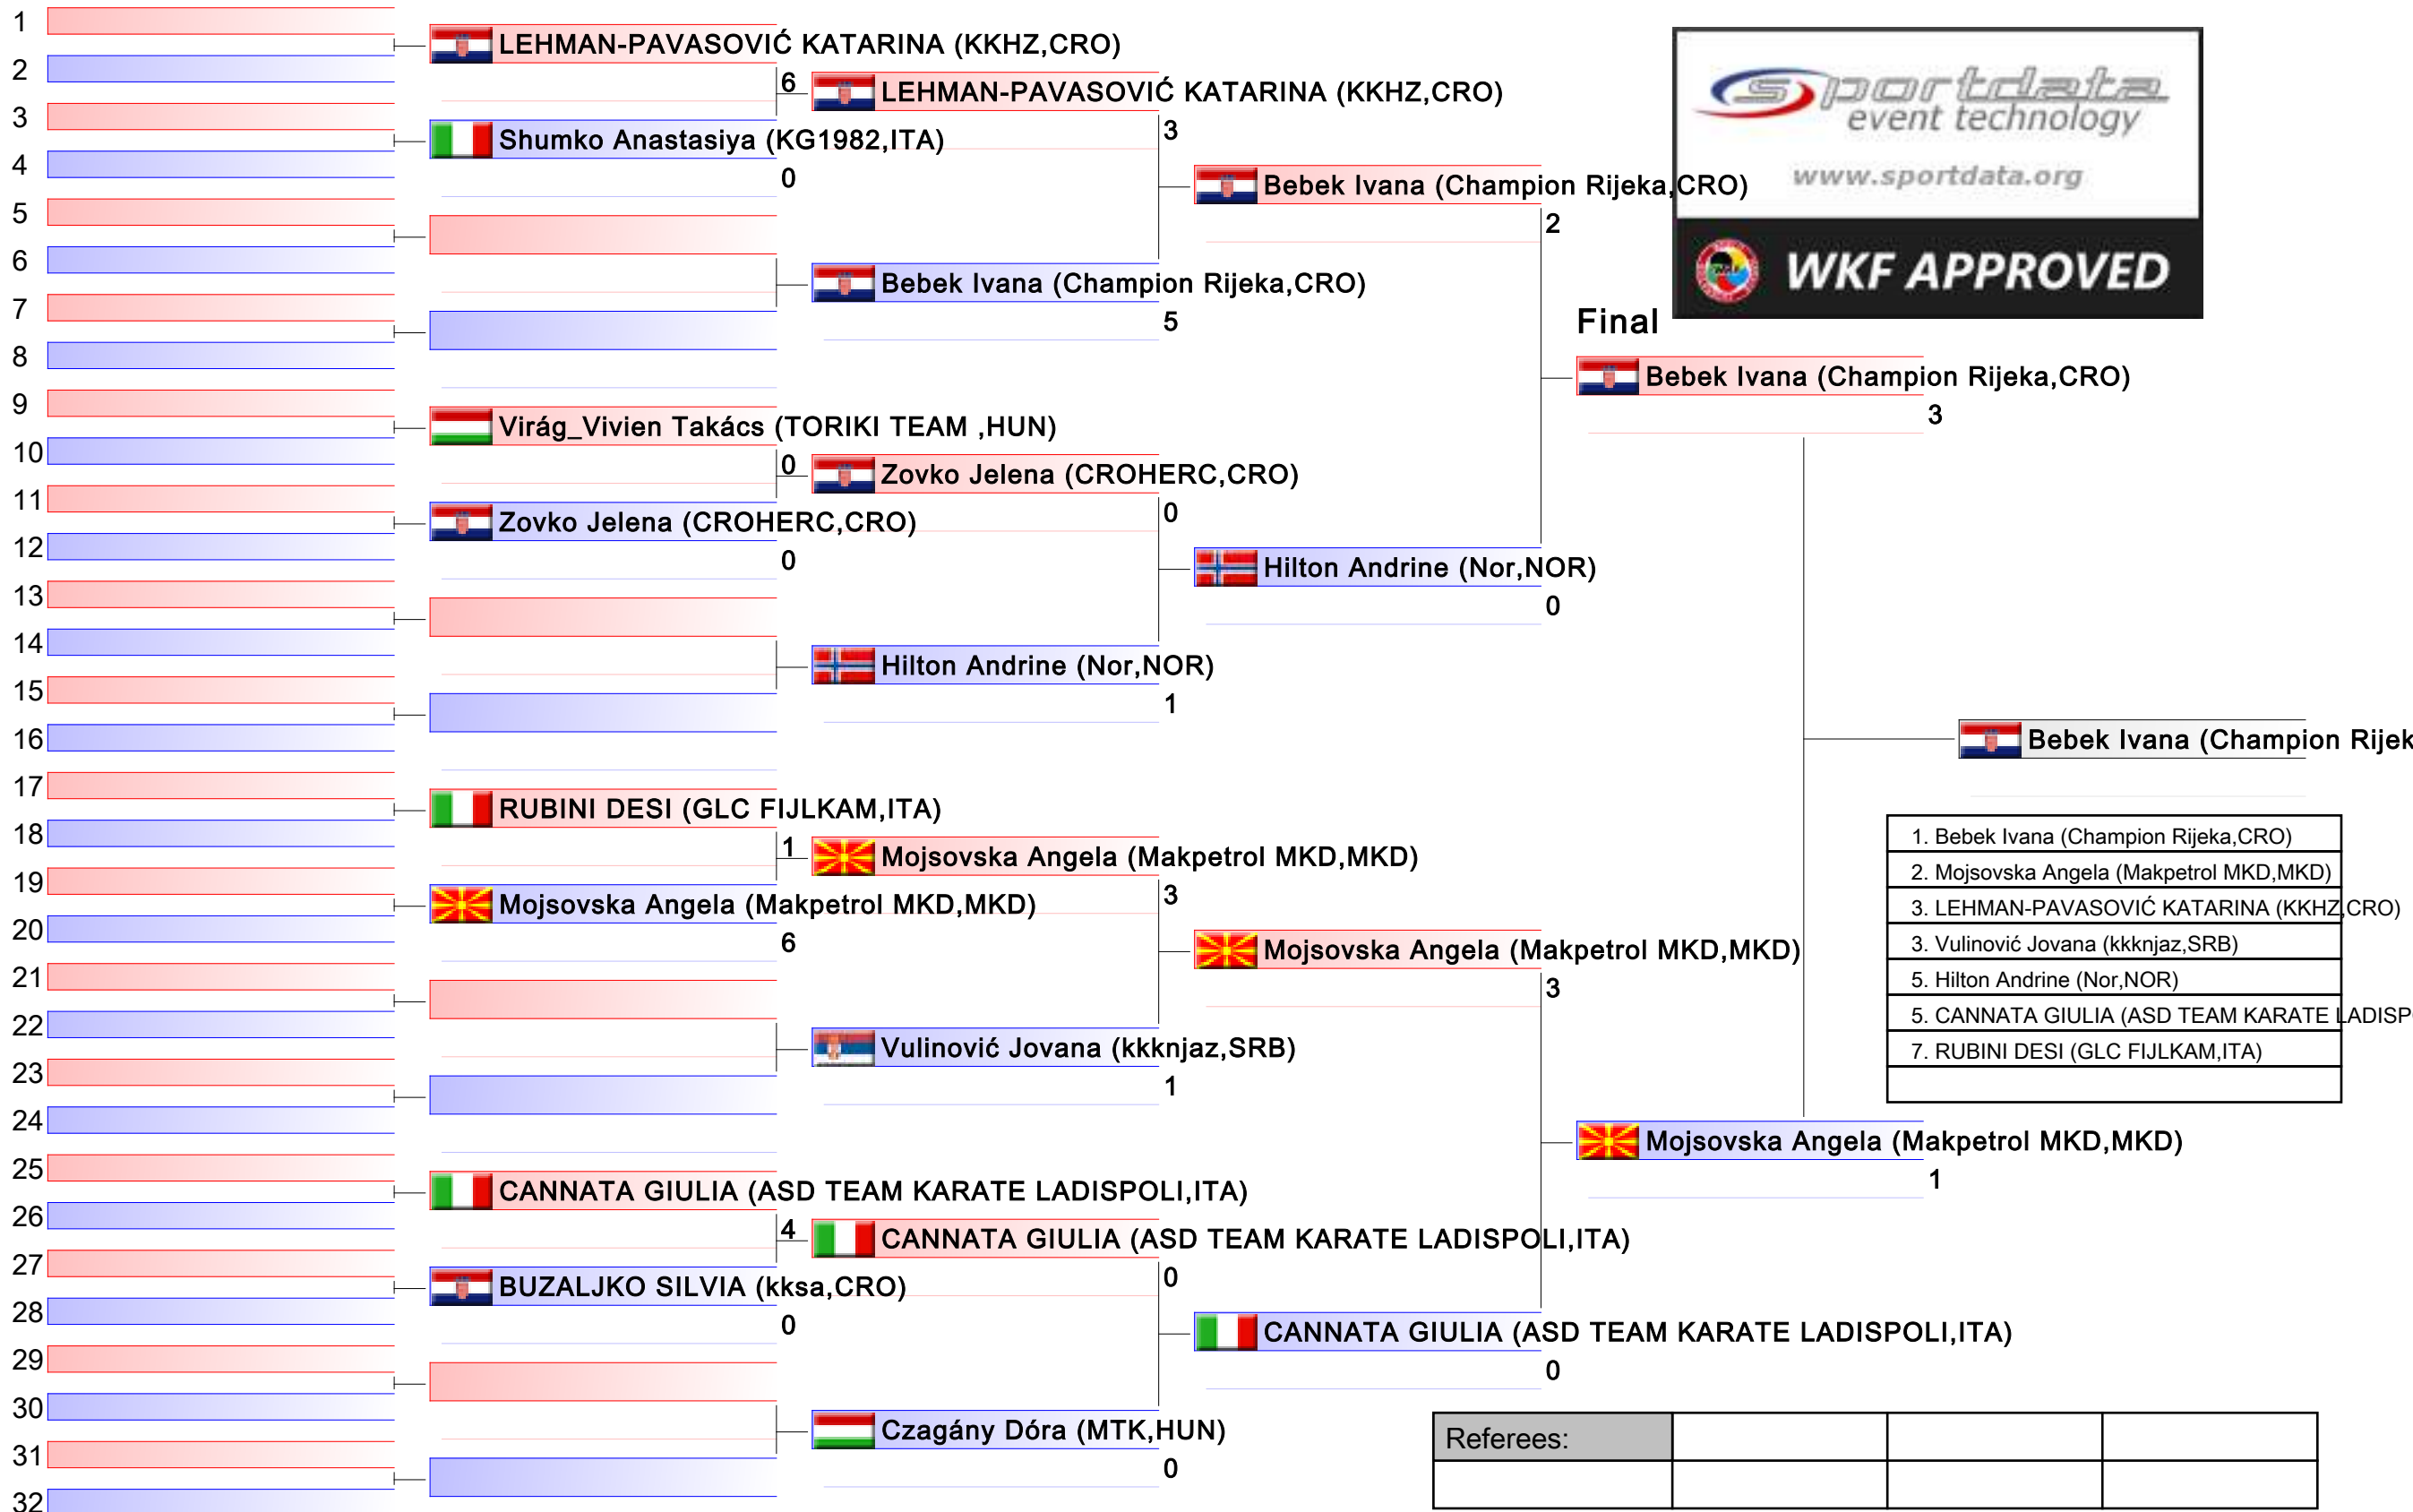 1
2
3
4
5
6
7
8
9
10
11
12
13
14
15
16
17
18
19
20
21
22
23
24
25
26
27
28
29
30
31
32
LEHMAN-PAVASOVIĆ KATARINA (KKHZ,CRO)
6
Shumko Anastasiya (KG1982,ITA)
0
Virág_Vivien Takács (TORIKI TEAM ,HUN)
0
Zovko Jelena (CROHERC,CRO)
0
RUBINI DESI (GLC FIJLKAM,ITA)
1
Mojsovska Angela (Makpetrol MKD,MKD)
6
CANNATA GIULIA (ASD TEAM KARATE LADISPOLI,ITA)
4
BUZALJKO SILVIA (kksa,CRO)
0
LEHMAN-PAVASOVIĆ KATARINA (KKHZ,CRO)
3
Bebek Ivana (Champion Rijeka,CRO)
5
Zovko Jelena (CROHERC,CRO)
0
Hilton Andrine (Nor,NOR)
1
Mojsovska Angela (Makpetrol MKD,MKD)
3
Vulinović Jovana (kkknjaz,SRB)
1
CANNATA GIULIA (ASD TEAM KARATE LADISPOLI,ITA)
0
Czagány Dóra (MTK,HUN)
0
Bebek Ivana (Champion Rijeka,CRO)
2
Hilton Andrine (Nor,NOR)
0
Mojsovska Angela (Makpetrol MKD,MKD)
3
CANNATA GIULIA (ASD TEAM KARATE LADISPOLI,ITA)
0
sportdata
event technology
www.sportdata.org
WKF APPROVED
Final
Bebek Ivana (Champion Rijeka,CRO)
3
Mojsovska Angela (Makpetrol MKD,MKD)
1
Bebek Ivana (Champion Rijek
1. Bebek Ivana (Champion Rijeka,CRO)
2. Mojsovska Angela (Makpetrol MKD,MKD)
3. LEHMAN-PAVASOVIĆ KATARINA (KKHZ,CRO)
3. Vulinović Jovana (kkknjaz,SRB)
5. Hilton Andrine (Nor,NOR)
5. CANNATA GIULIA (ASD TEAM KARATE LADISP
7. RUBINI DESI (GLC FIJLKAM,ITA)
Referees: